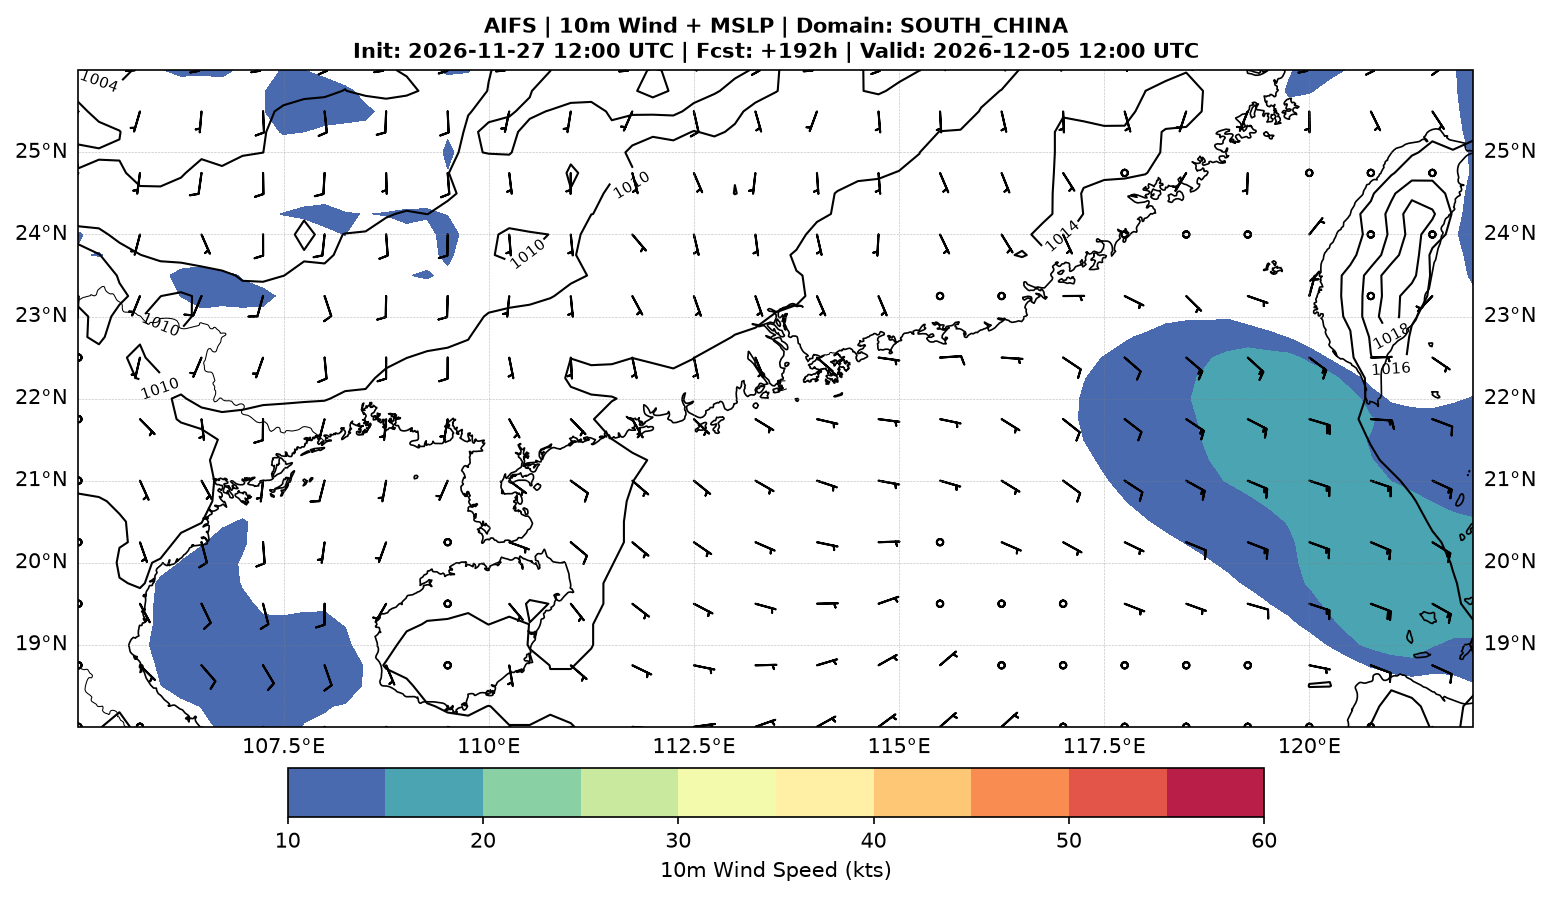 AIFS | 10m Wind + MSLP | Domain: SOUTH_CHINA
Init: 2026-11-27 12:00 UTC | Fcst: +192h | Valid: 2026-12-05 12:00 UTC
1004
25°N 25°N
1010
24°N 24°N
1010
1014
23°N 23°N
1010
1018
1016
1010
22°N 22°N
21°N 21°N
20°N 20°N
19°N 19°N
107.5°E 110°E 112.5°E 115°E 117.5°E 120°E
10 20 30 40 50 60
10m Wind Speed (kts)